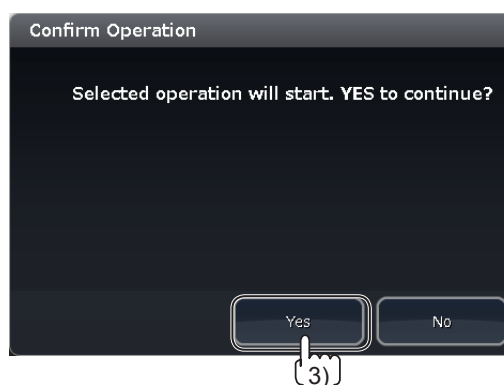 Confirm Operation
Selected operation will start. YES to continue?
Yes
No
3)